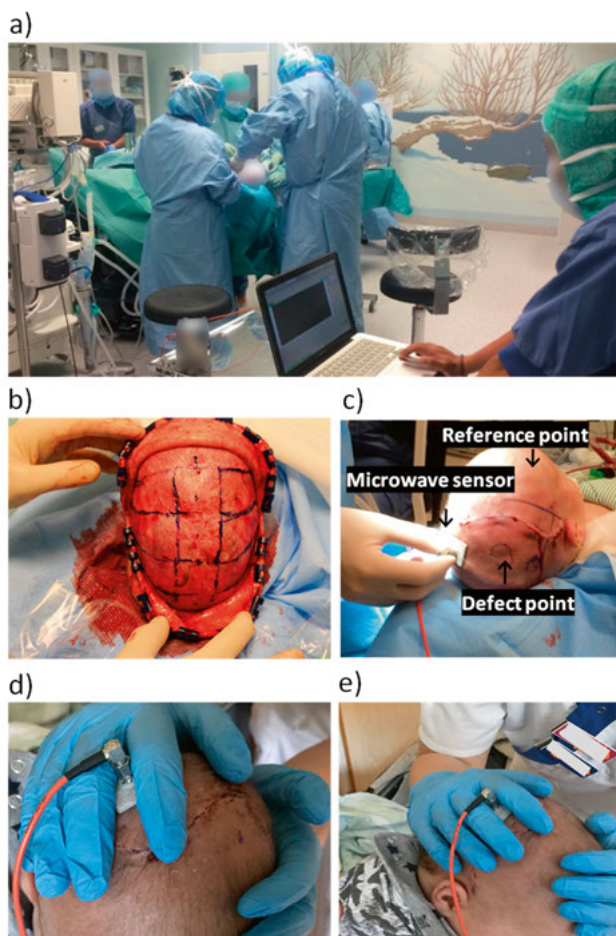 a)
b)
c)
Reference point
Microwave sensor
Defect point
d)
e)